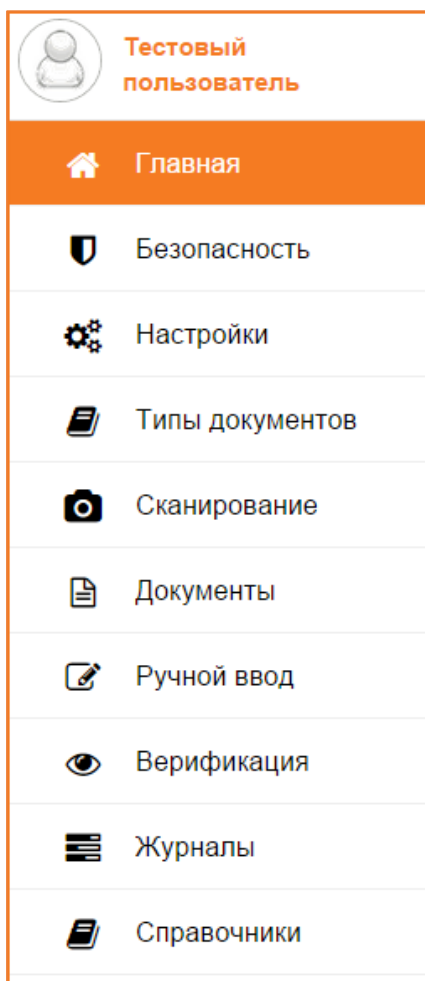 Тестовый
пользователь
Главная
Безопасность
Настройки
Типы документов
Сканирование
Документы
Ручной ввод
Верификация
Журналы
Справочники